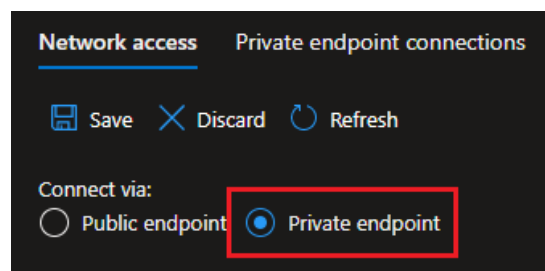 Network access Private endpoint connections
Save Discard Refresh
Connect via:
Public endpoint Private endpoint